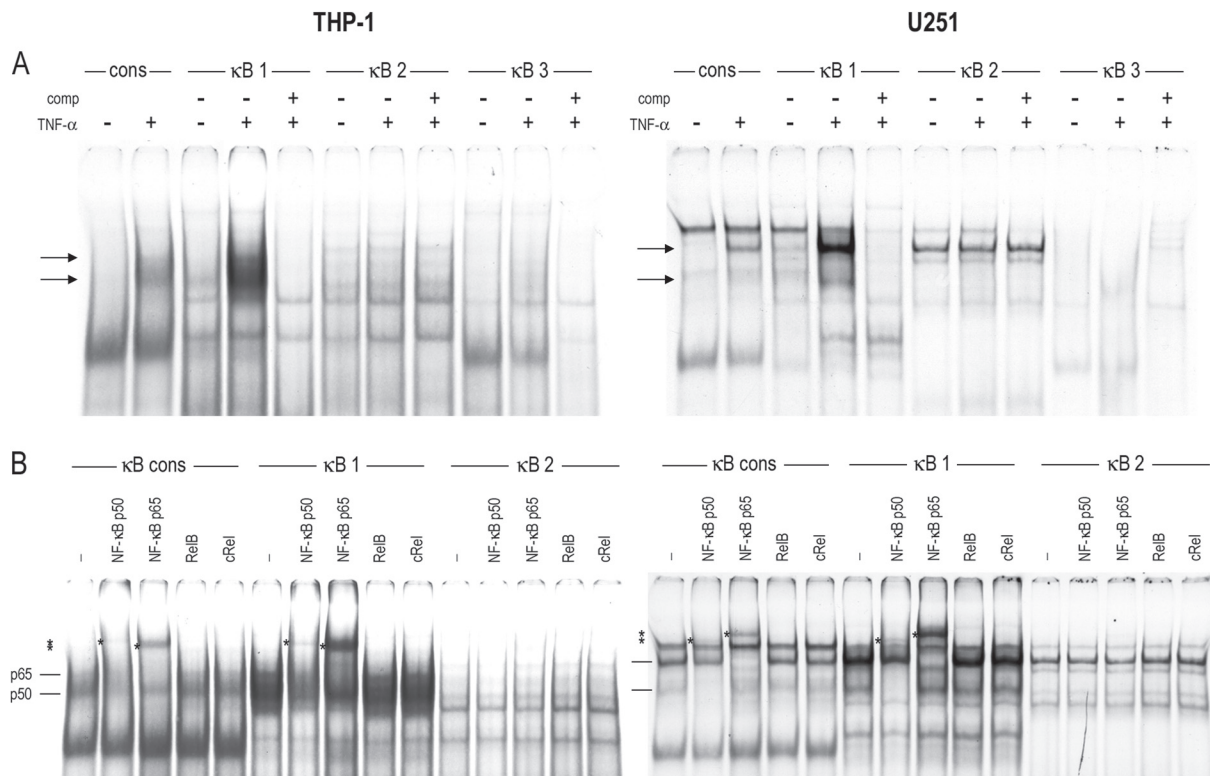 THP-1 U251
A
cons κB 1 κB 2 κB 3 cons κB 1 κB 2 κB 3
comp - - + - - + - - + comp - - + - - + - - +
TNF-α - + - + + - + + - + + TNF-α - + - + + - + + - + +
B
κB cons κB 1 κB 2 κB cons κB 1 κB 2
– NF-κB p50 NF-κB p65 RelB cRel – NF-κB p50 NF-κB p65 RelB cRel – NF-κB p50 NF-κB p65 RelB cRel – NF-κB p50 NF-κB p65 RelB cRel – NF-κB p50 NF-κB p65 RelB cRel – NF-κB p50 NF-κB p65 RelB cRel
p65
p50